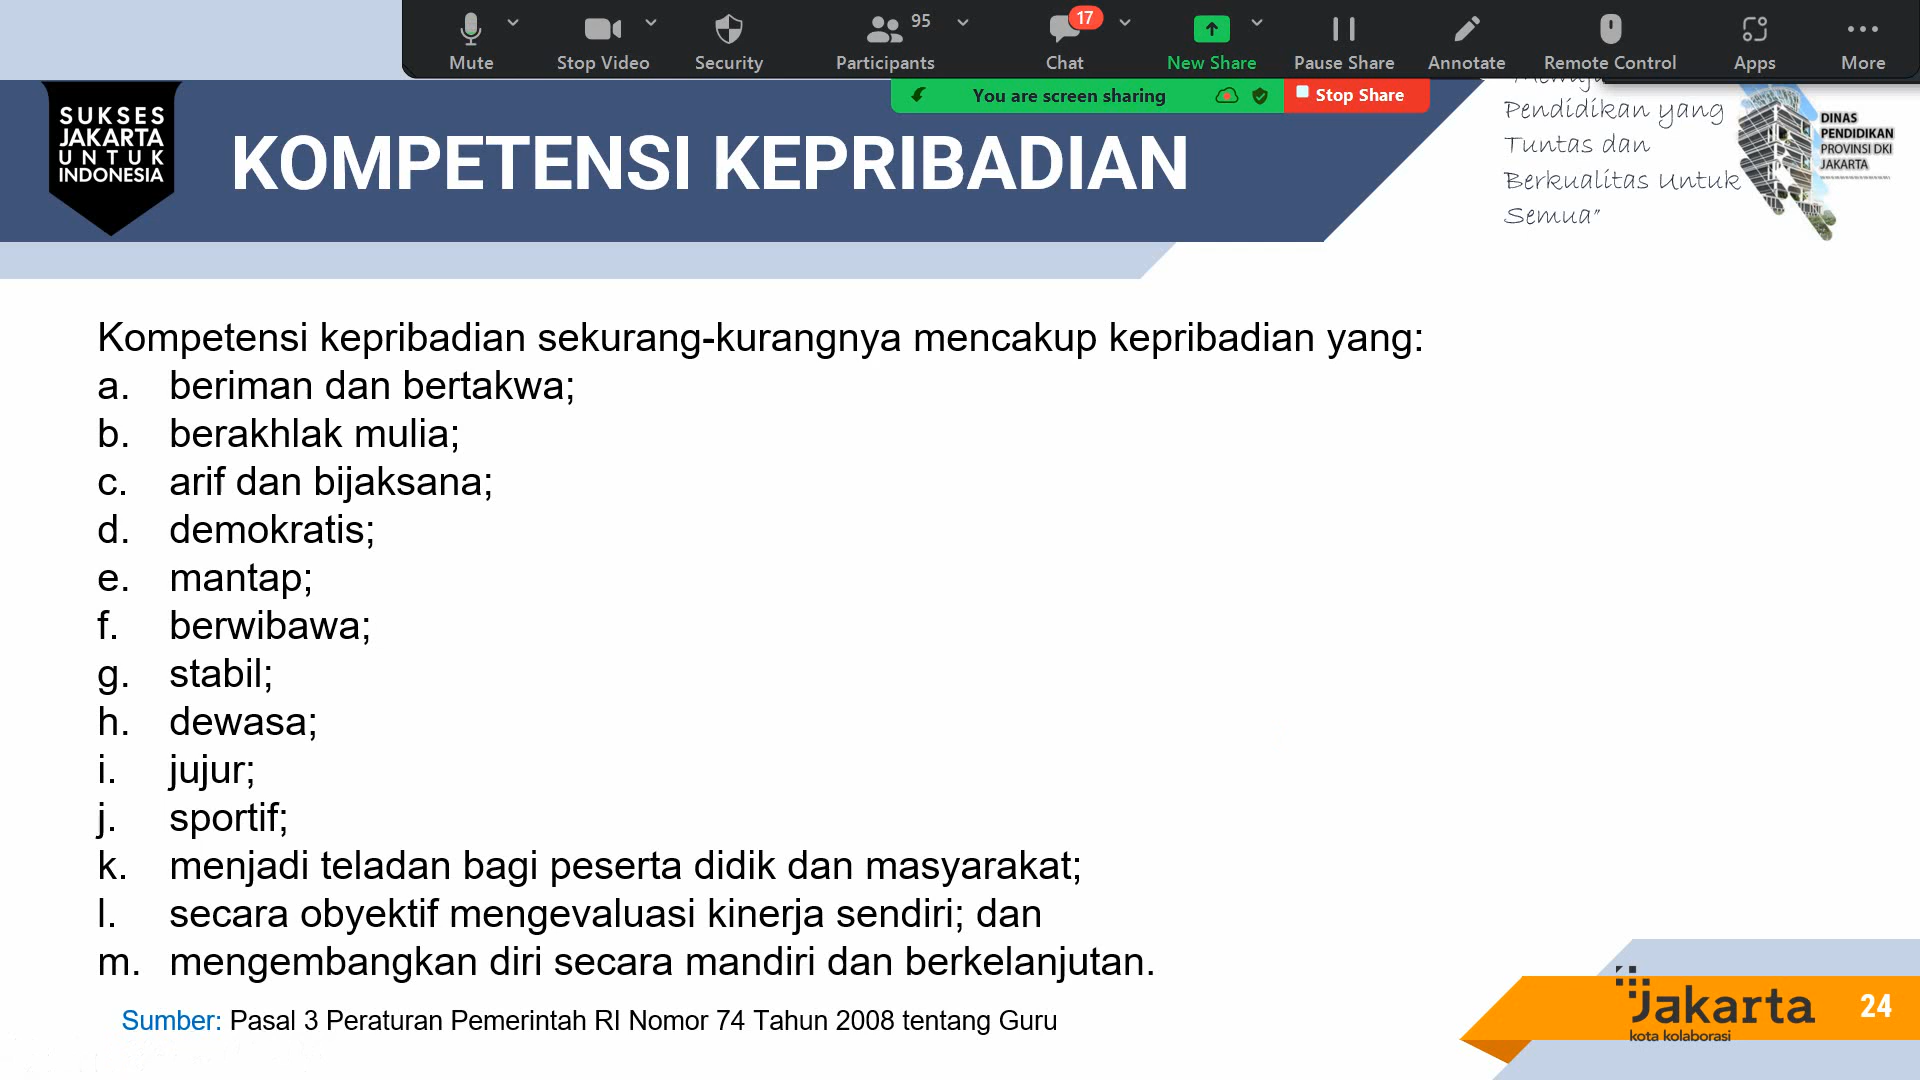 Mute
Stop Video
Security
Participants
95
Chat
17
New Share
Pause Share
Annotate
Remote Control
Apps
More
You are screen sharing
Stop Share
SUKSES
JAKARTA
UNTUK
INDONESIA
KOMPETENSI KEPRIBADIAN
Pendidikan yang
Tuntas dan
Berkualitas Untuk
Semua"
DINAS
PENDIDIKAN
PROVINSI DKI
JAKARTA
Kompetensi kepribadian sekurang-kurangnya mencakup kepribadian yang:
a. beriman dan bertakwa;
b. berakhlak mulia;
c. arif dan bijaksana;
d. demokratis;
e. mantap;
f. berwibawa;
g. stabil;
h. dewasa;
i. jujur;
j. sportif;
k. menjadi teladan bagi peserta didik dan masyarakat;
l. secara obyektif mengevaluasi kinerja sendiri; dan
m. mengembangkan diri secara mandiri dan berkelanjutan.
Sumber: Pasal 3 Peraturan Pemerintah RI Nomor 74 Tahun 2008 tentang Guru
Jakarta
kota kolaborasi
24